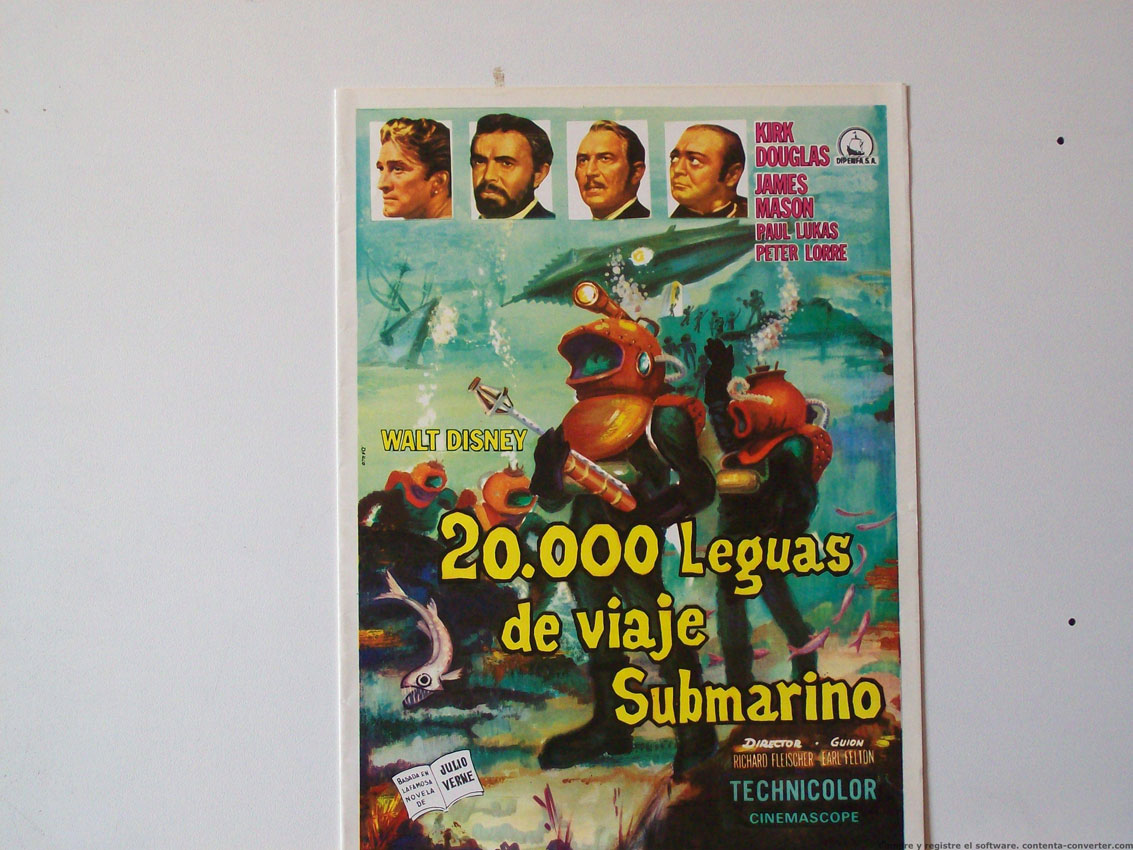 KIRK
DOUGLAS
JAMES
MASON
PAUL LUKAS
PETER LORRE
DIPENFA S.A.
WALT DISNEY
20.000 Leguas
de viaje
Submarino
DIRECTOR · GUION
RICHARD FLEISCHER EARL FELTON
TECHNICOLOR
CINEMASCOPE
BASADA EN
LA FAMOSA
NOVELA
DE
JULIO
VERNE
y registre el software. contenta-converter.com